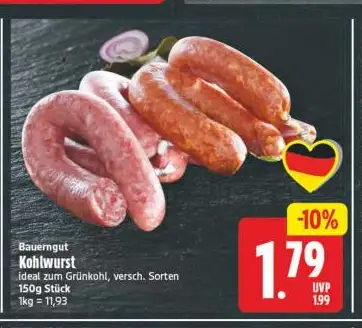 Bauerngut
Kohlwurst
ideal zum Grünkohl, versch. Sorten
150g Stück
1kg = 11,93
-10%
1.79
UVP
1.99